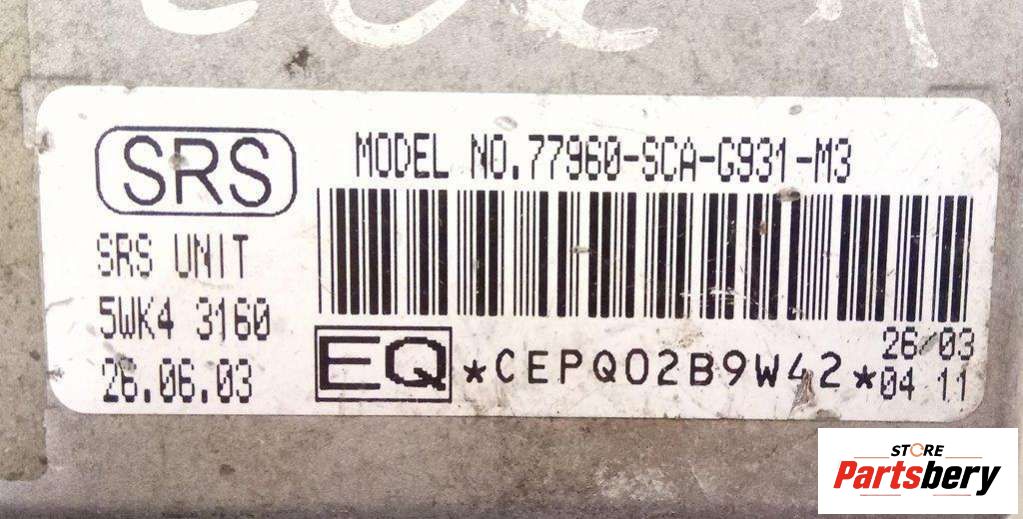 SRS
MODEL NO.77960-SCA-G931-M3
SRS UNIT
5WK4 3160
26.06.03
EQ
*CEPQ02B9W42*
26/03
04 11
STORE
Partsbery